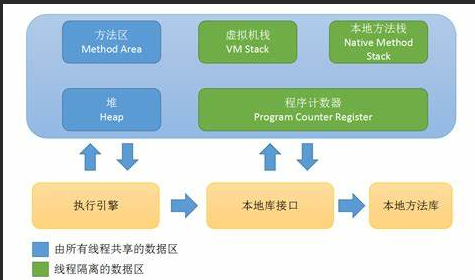 方法区
Method Area
虚拟机栈
VM Stack
本地方法栈
Native Method
Stack
堆
Heap
程序计数器
Program Counter Register
执行引擎
本地库接口
本地方法库
由所有线程共享的数据区
线程隔离的数据区